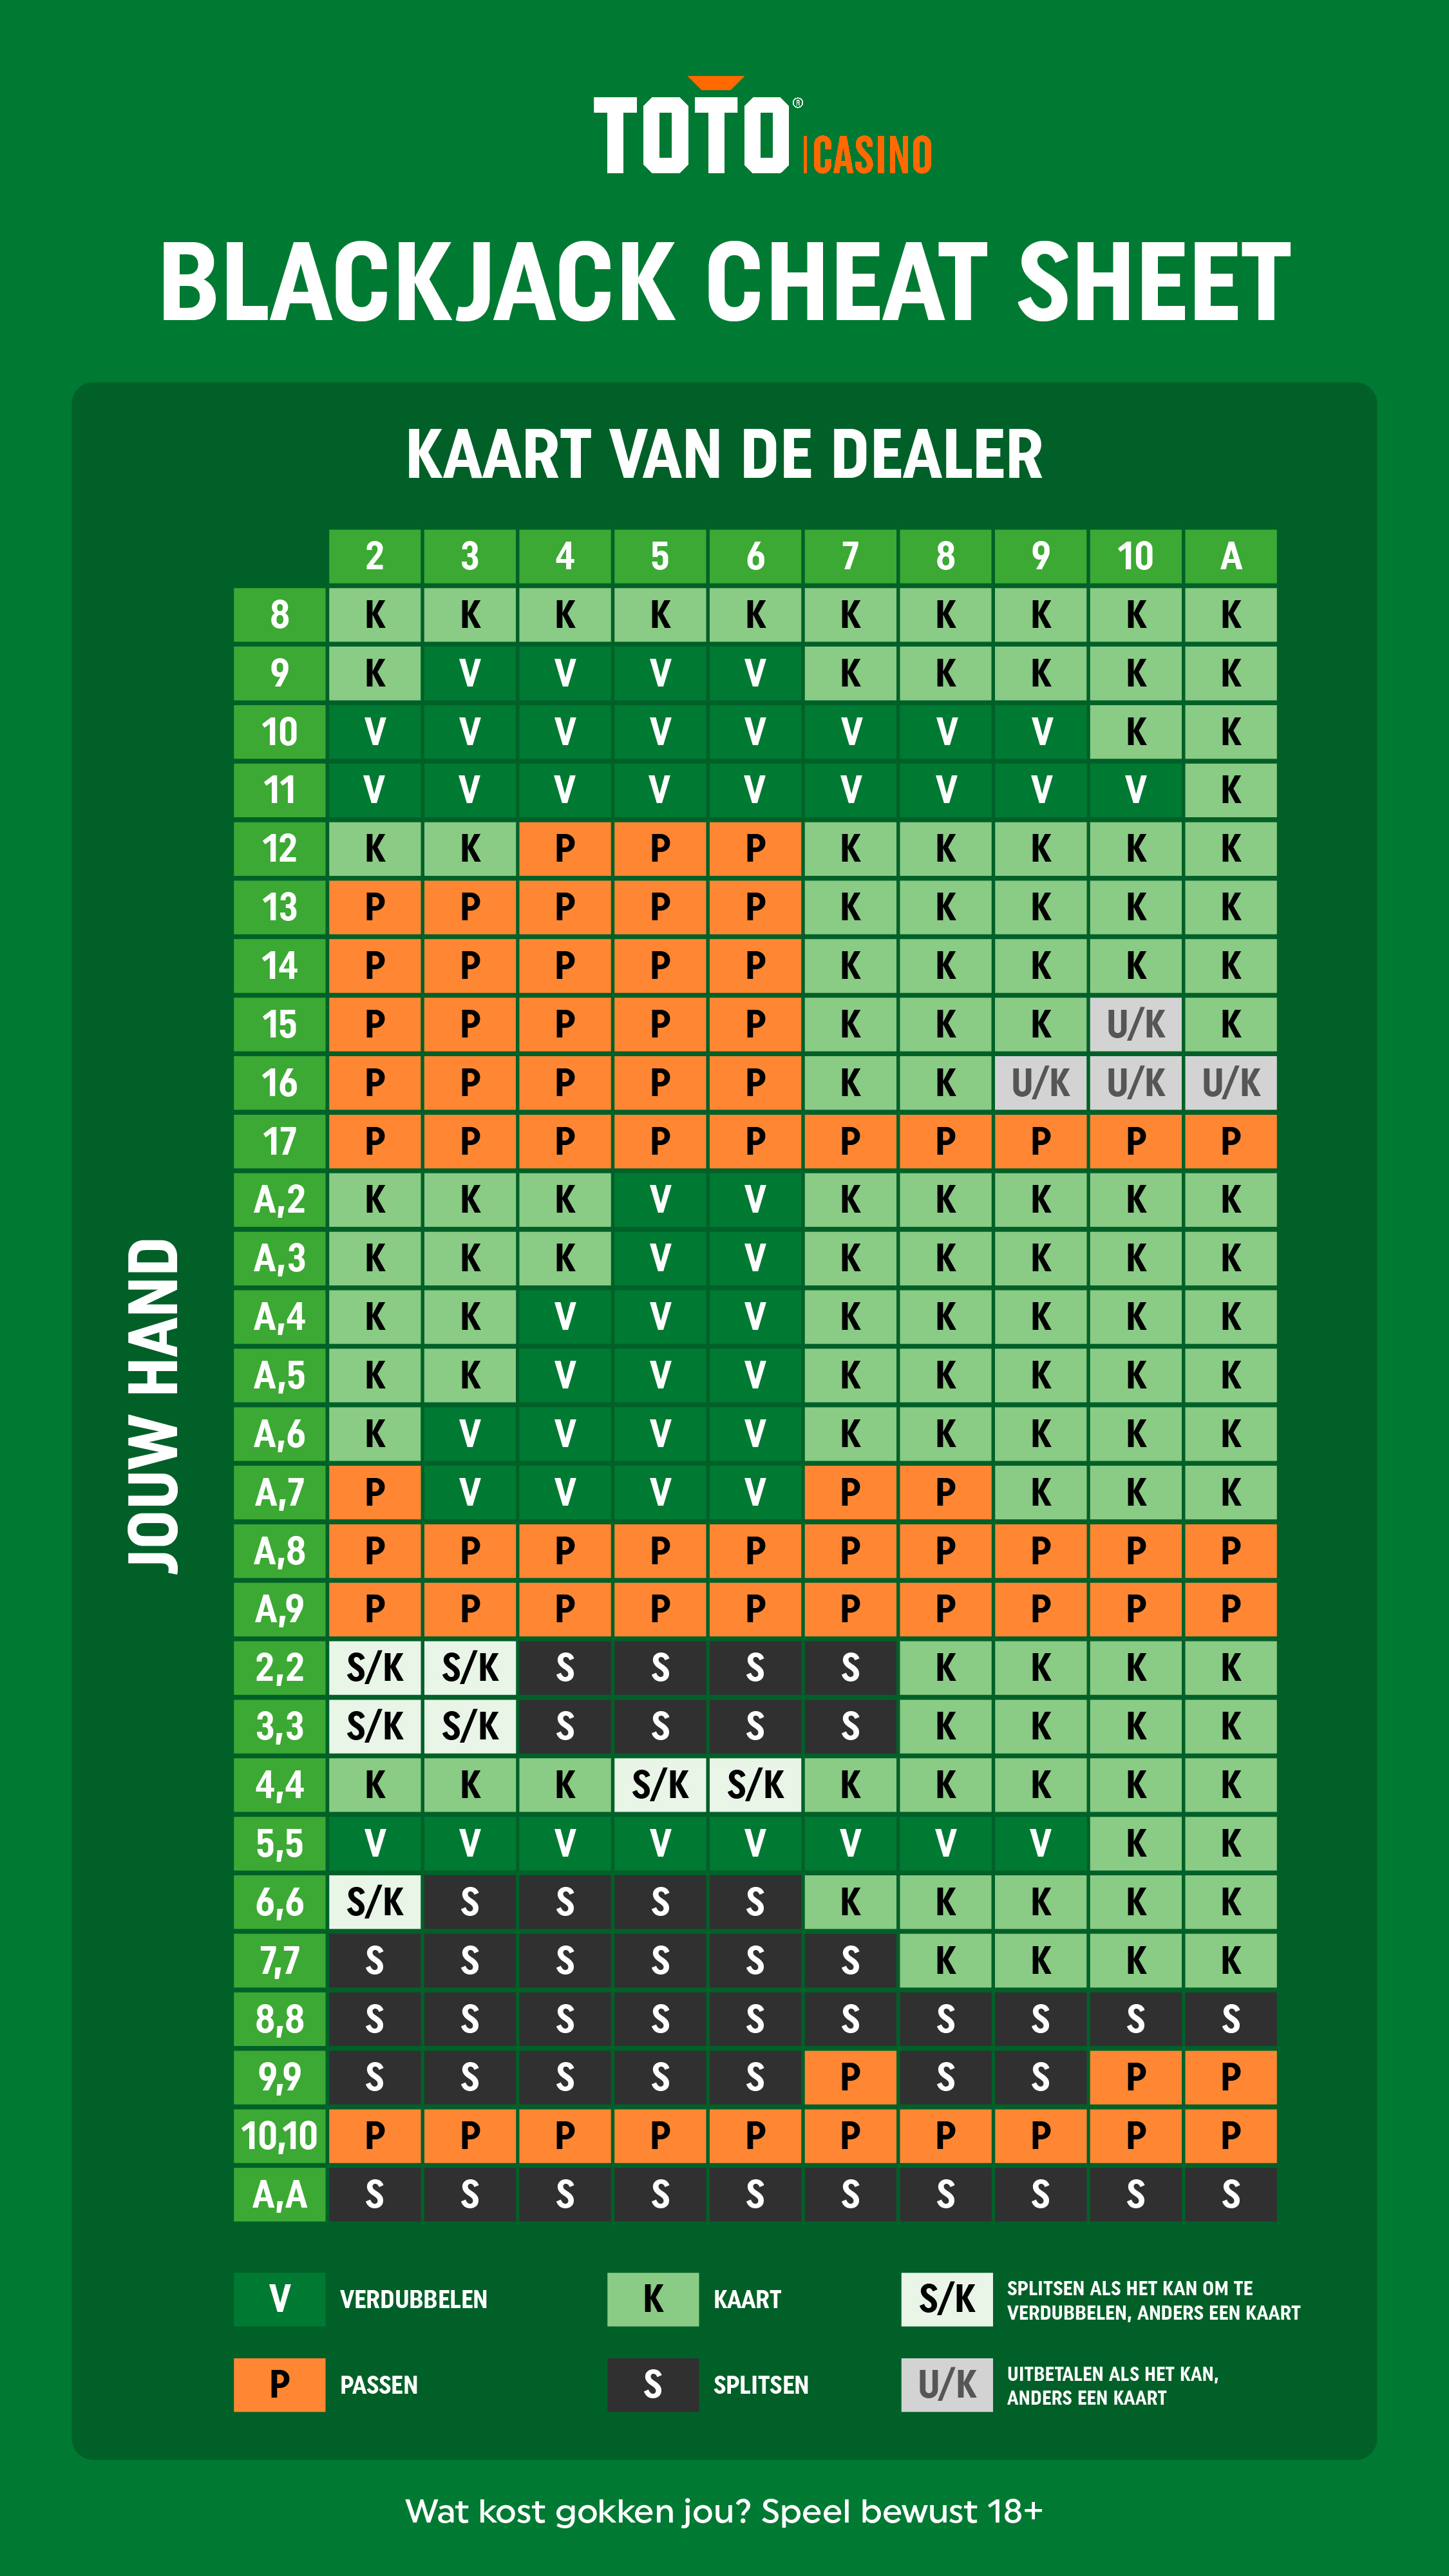 TOTO® CASINO
BLACKJACK CHEAT SHEET
KAART VAN DE DEALER
2 3 4 5 6 7 8 9 10 A
JOUW HAND
8 K K K K K K K K K K
9 K V V V V K K K K K
10 V V V V V V V V K K
11 V V V V V V V V V K
12 K K P P P K K K K K
13 P P P P P K K K K K
14 P P P P P K K K K K
15 P P P P P K K K U/K K
16 P P P P P K K U/K U/K U/K
17 P P P P P P P P P P
A,2 K K K V V K K K K K
A,3 K K K V V K K K K K
A,4 K K V V V K K K K K
A,5 K K V V V K K K K K
A,6 K V V V V K K K K K
A,7 P V V V V P P K K K
A,8 P P P P P P P P P P
A,9 P P P P P P P P P P
2,2 S/K S/K S S S S K K K K
3,3 S/K S/K S S S S K K K K
4,4 K K K S/K S/K K K K K K
5,5 V V V V V V V V K K
6,6 S/K S S S S K K K K K
7,7 S S S S S S K K K K
8,8 S S S S S S S S S S
9,9 S S S S S P S S P P
10,10 P P P P P P P P P P
A,A S S S S S S S S S S
V VERDUBBELEN
K KAART
S/K SPLITSEN ALS HET KAN OM TE
VERDUBBELEN, ANDERS EEN KAART
P PASSEN
S SPLITSEN
U/K UITBETALEN ALS HET KAN,
ANDERS EEN KAART
Wat kost gokken jou? Speel bewust 18+